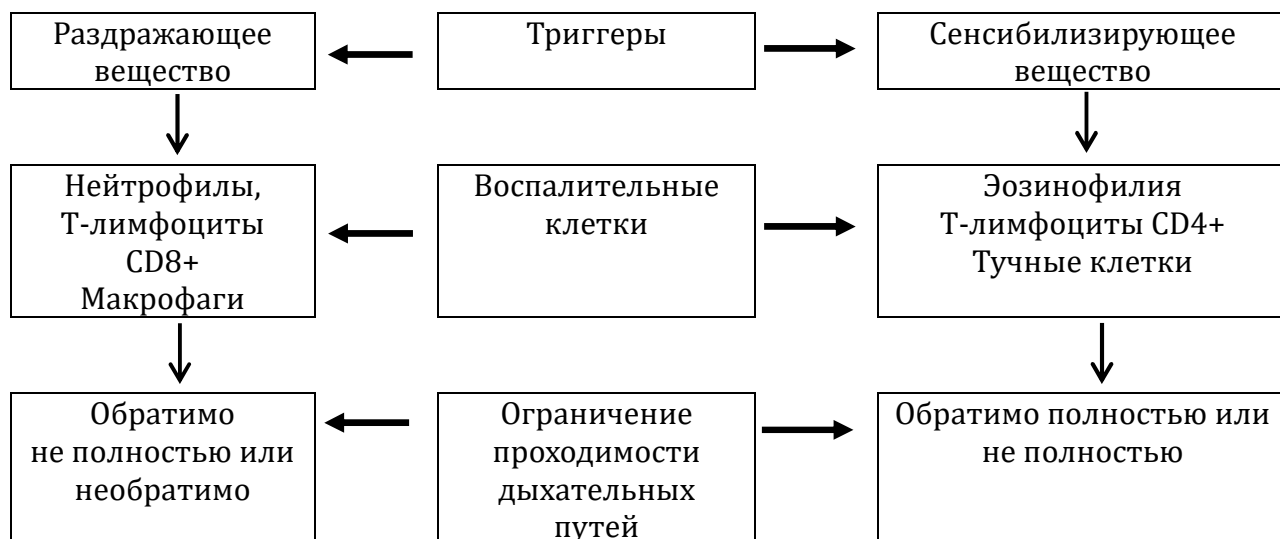 Раздражающее
вещество
Триггеры
Сенсибилизирующее
вещество
Нейтрофилы,
Т-лимфоциты
CD8+
Макрофаги
Воспалительные
клетки
Эозинофилия
Т-лимфоциты CD4+
Тучные клетки
Обратимо
не полностью или
необратимо
Ограничение
проходимости
дыхательных
путей
Обратимо полностью или
не полностью